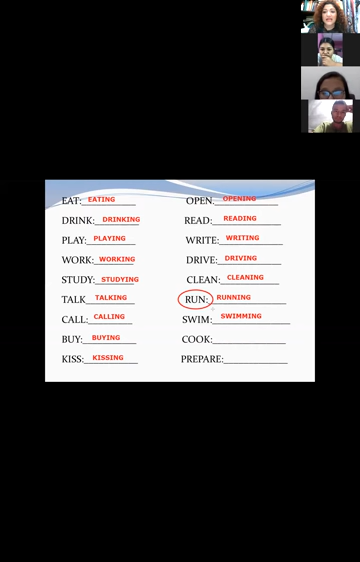 EAT: EATING
DRINK: DRINKING
PLAY: PLAYING
WORK: WORKING
STUDY: STUDYING
TALK TALKING
CALL: CALLING
BUY: BUYING
KISS: KISSING
OPEN: OPENING
READ: READING
WRITE: WRITING
DRIVE: DRIVING
CLEAN: CLEANING
RUN: RUNNING
SWIM: SWIMMING
COOK:
PREPARE: